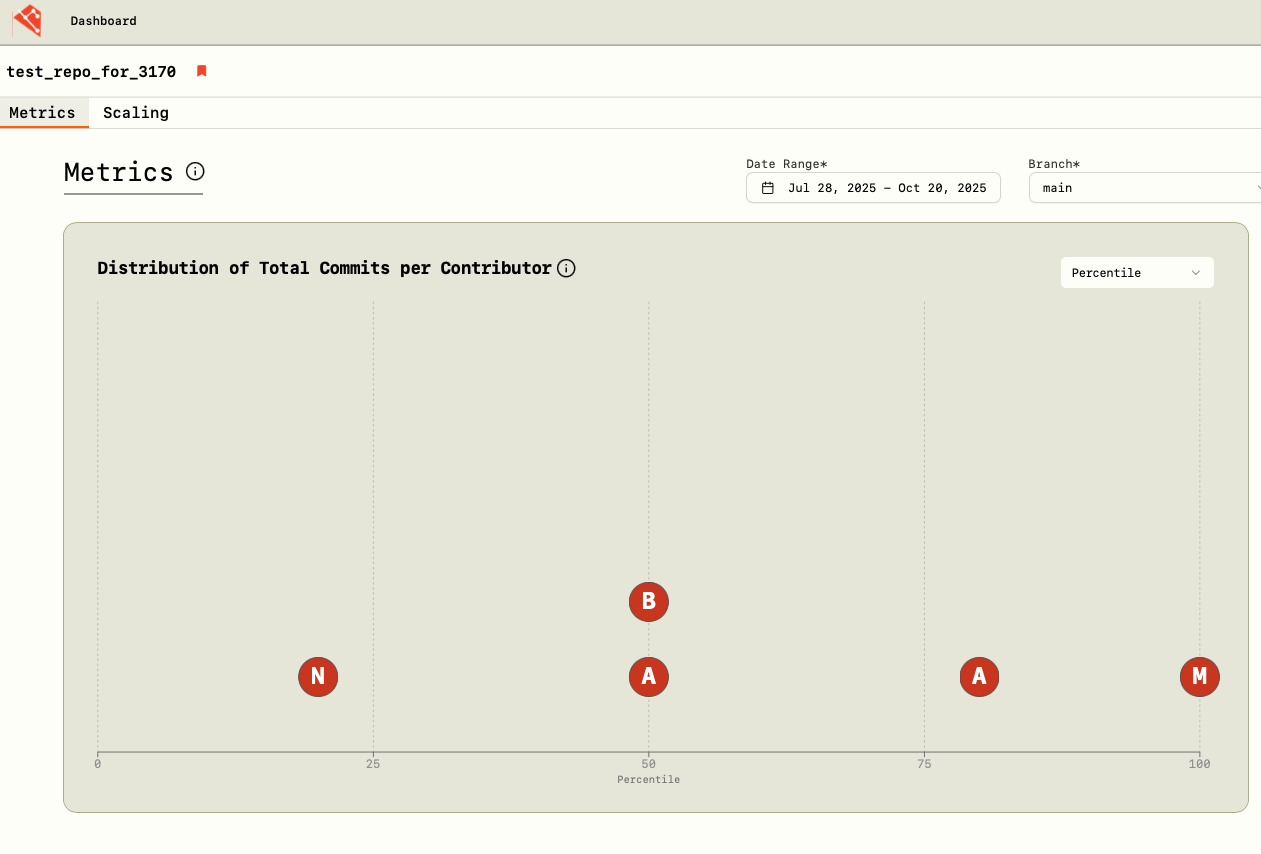 Dashboard
test_repo_for_3170
Metrics Scaling
Metrics
Date Range*
Branch*
Jul 28, 2025 – Oct 20, 2025
main
Distribution of Total Commits per Contributor
Percentile
B
N A A M
0 25 50 75 100
Percentile